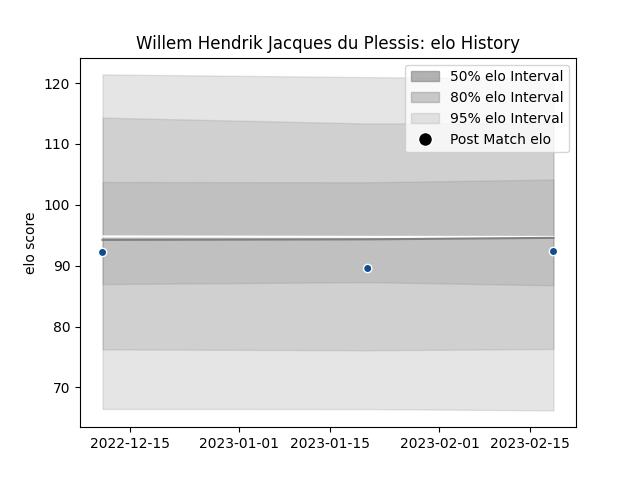 Willem Hendrik Jacques du Plessis: elo History
50% elo Interval
80% elo Interval
95% elo Interval
Post Match elo
elo score
120
110
100
90
80
70
2022-12-15
2023-01-01
2023-01-15
2023-02-01
2023-02-15